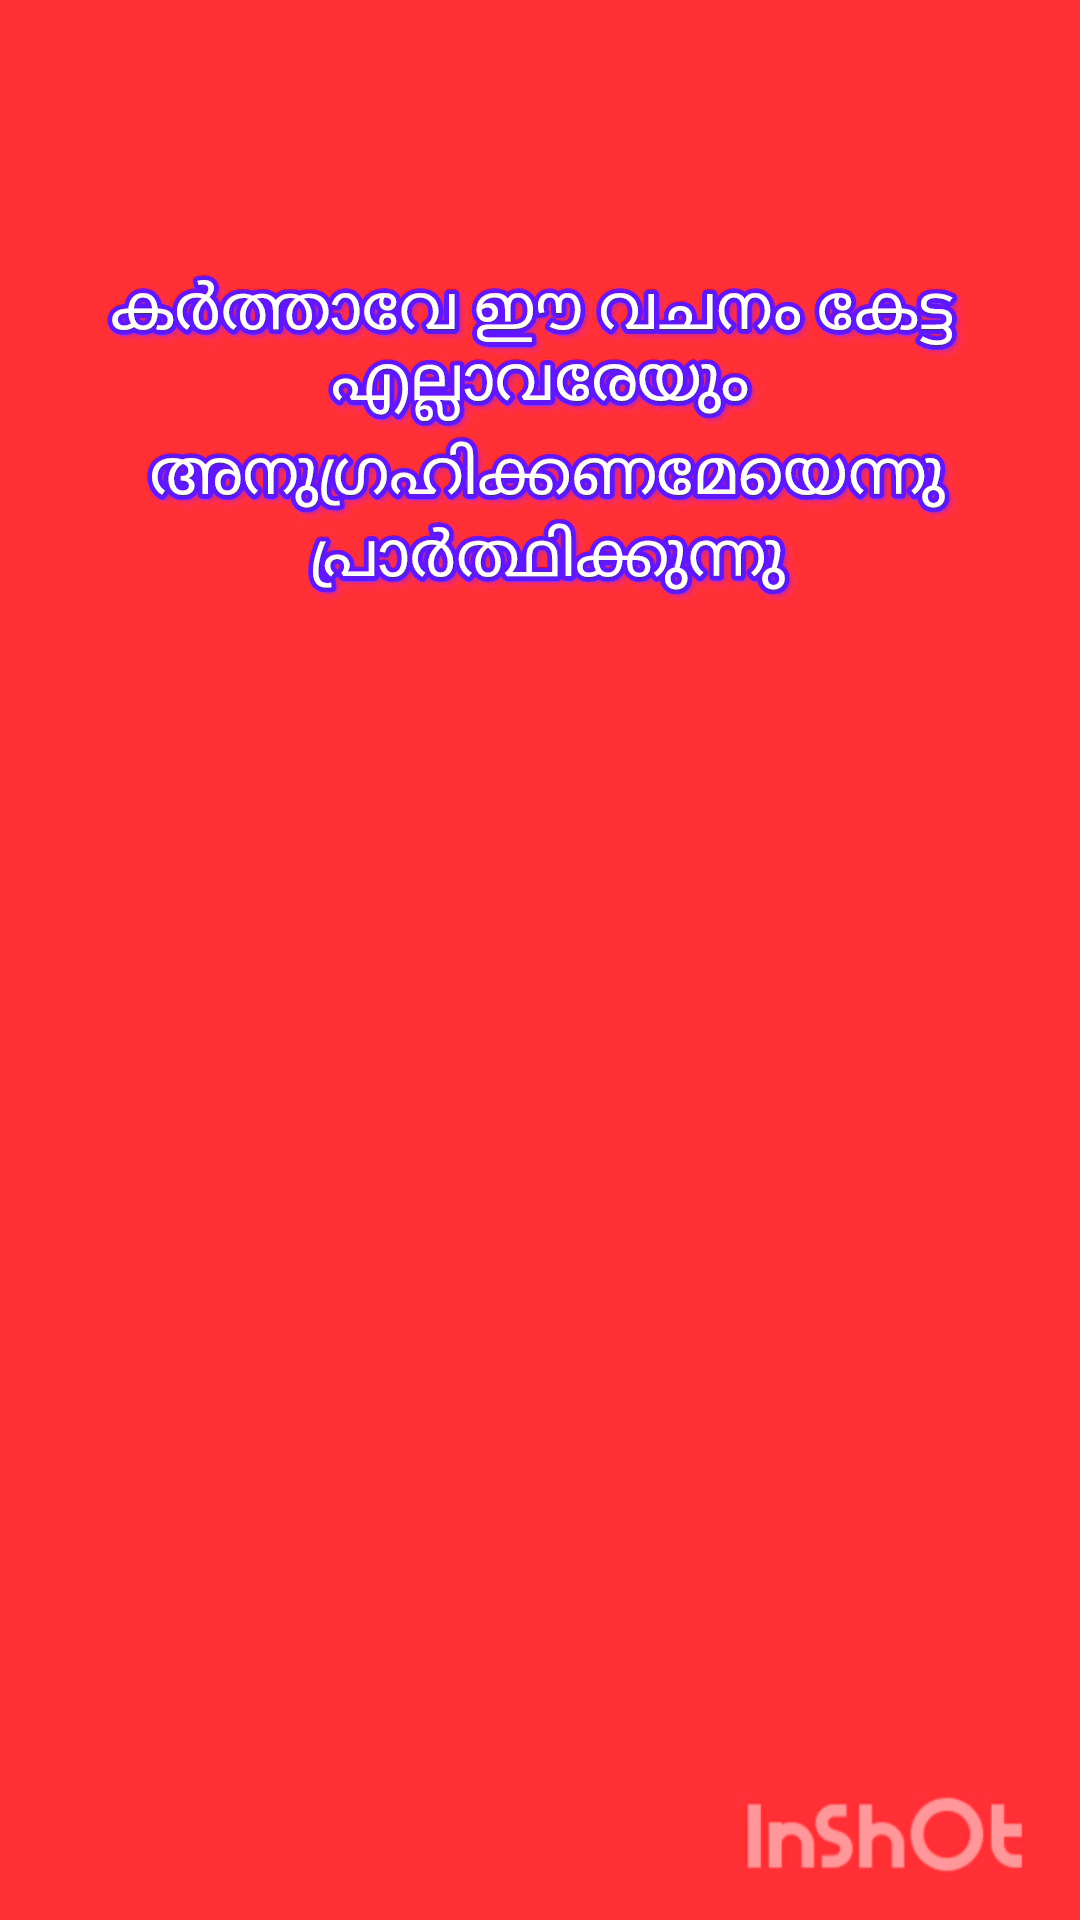 കർത്താവേ ഈ വചനം കേട്ട
എല്ലാവരേയും
അനുഗ്രഹിക്കണമേയെന്നു
പ്രാർത്ഥിക്കുന്നു
InShOt